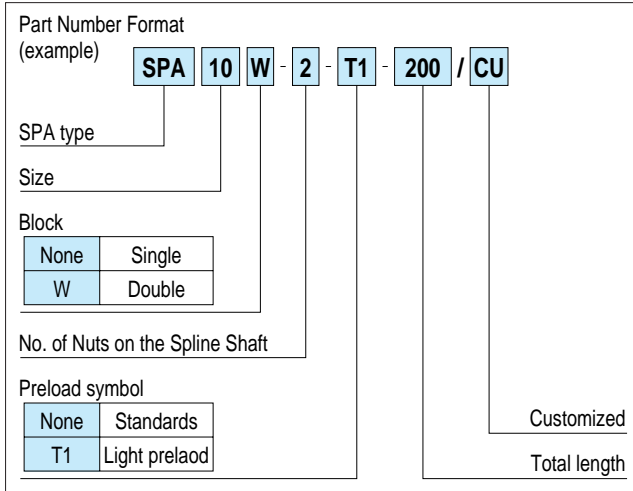 Part Number Format
(example)
SPA 10 W - 2 - T1 - 200 / CU
SPA type
Size
Block
None Single
W Double
No. of Nuts on the Spline Shaft
Preload symbol
None Standards
T1 Light prelaod
Customized
Total length